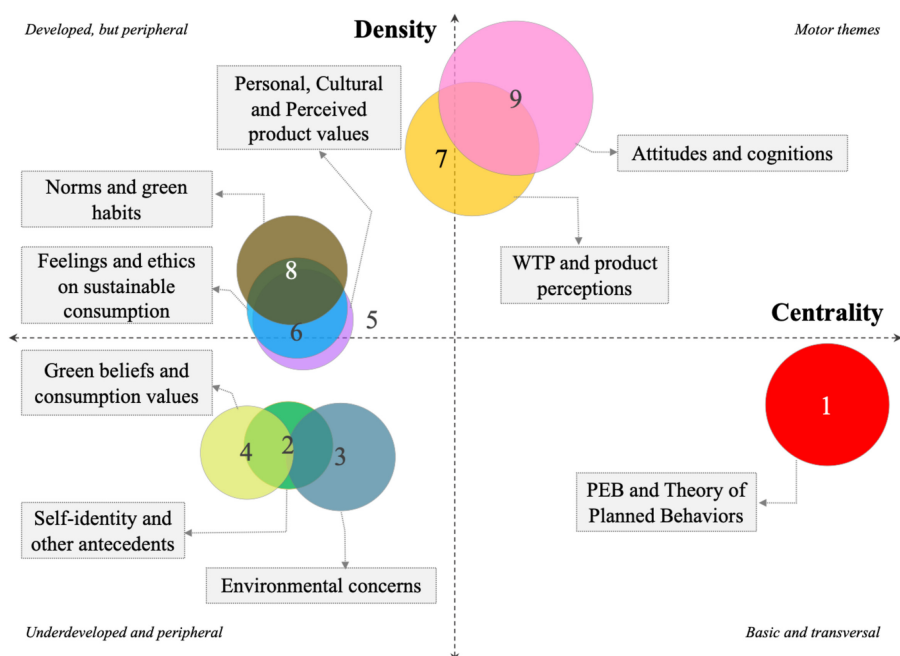 Developed, but peripheral
Density
Motor themes
Personal, Cultural
and Perceived
product values
9
7
Attitudes and cognitions
Norms and green
habits
8
WTP and product
perceptions
Feelings and ethics
on sustainable
consumption
5
6
Centrality
Green beliefs and
consumption values
1
4
2
3
PEB and Theory of
Planned Behaviors
Self-identity and
other antecedents
Environmental concerns
Underdeveloped and peripheral
Basic and transversal